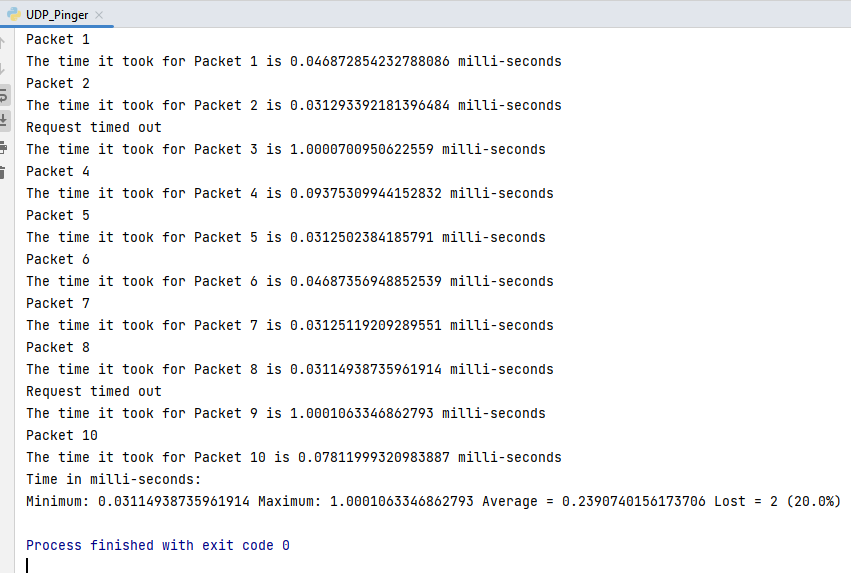 UDP_Pinger
Packet 1
The time it took for Packet 1 is 0.046872854232788086 milli-seconds
Packet 2
The time it took for Packet 2 is 0.031293392181396484 milli-seconds
Request timed out
The time it took for Packet 3 is 1.0000700950622559 milli-seconds
Packet 4
The time it took for Packet 4 is 0.09375309944152832 milli-seconds
Packet 5
The time it took for Packet 5 is 0.0312502384185791 milli-seconds
Packet 6
The time it took for Packet 6 is 0.04687356948852539 milli-seconds
Packet 7
The time it took for Packet 7 is 0.03125119209289551 milli-seconds
Packet 8
The time it took for Packet 8 is 0.03114938735961914 milli-seconds
Request timed out
The time it took for Packet 9 is 1.0001063346862793 milli-seconds
Packet 10
The time it took for Packet 10 is 0.07811999320983887 milli-seconds
Time in milli-seconds:
Minimum: 0.03114938735961914 Maximum: 1.0001063346862793 Average = 0.2390740156173706 Lost = 2 (20.0%)
Process finished with exit code 0